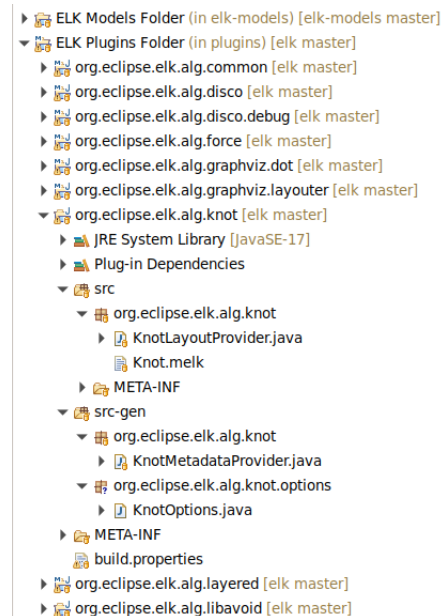 ELK Models Folder (in elk-models) [elk-models master]
ELK Plugins Folder (in plugins) [elk master]
org.eclipse.elk.alg.common [elk master]
org.eclipse.elk.alg.disco [elk master]
org.eclipse.elk.alg.disco.debug [elk master]
org.eclipse.elk.alg.force [elk master]
org.eclipse.elk.alg.graphviz.dot [elk master]
org.eclipse.elk.alg.graphviz.layouter [elk master]
org.eclipse.elk.alg.knot [elk master]
JRE System Library [JavaSE-17]
Plug-in Dependencies
src
org.eclipse.elk.alg.knot
KnotLayoutProvider.java
Knot.melk
META-INF
src-gen
org.eclipse.elk.alg.knot
KnotMetadataProvider.java
org.eclipse.elk.alg.knot.options
KnotOptions.java
META-INF
build.properties
org.eclipse.elk.alg.layered [elk master]
org.eclipse.elk.alg.libavoid [elk master]